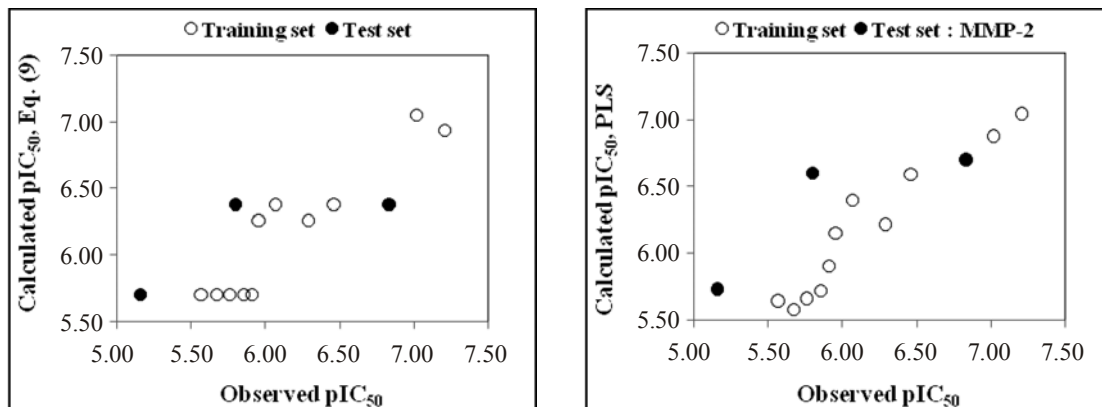 Training set Test set
Calculated pIC50, Eq. (9)
7.50
7.00
6.50
6.00
5.50
5.00 5.50 6.00 6.50 7.00 7.50
Observed pIC50
Training set Test set : MMP-2
Calculated pIC50, PLS
7.50
7.00
6.50
6.00
5.50
5.00 5.50 6.00 6.50 7.00 7.50
Observed pIC50